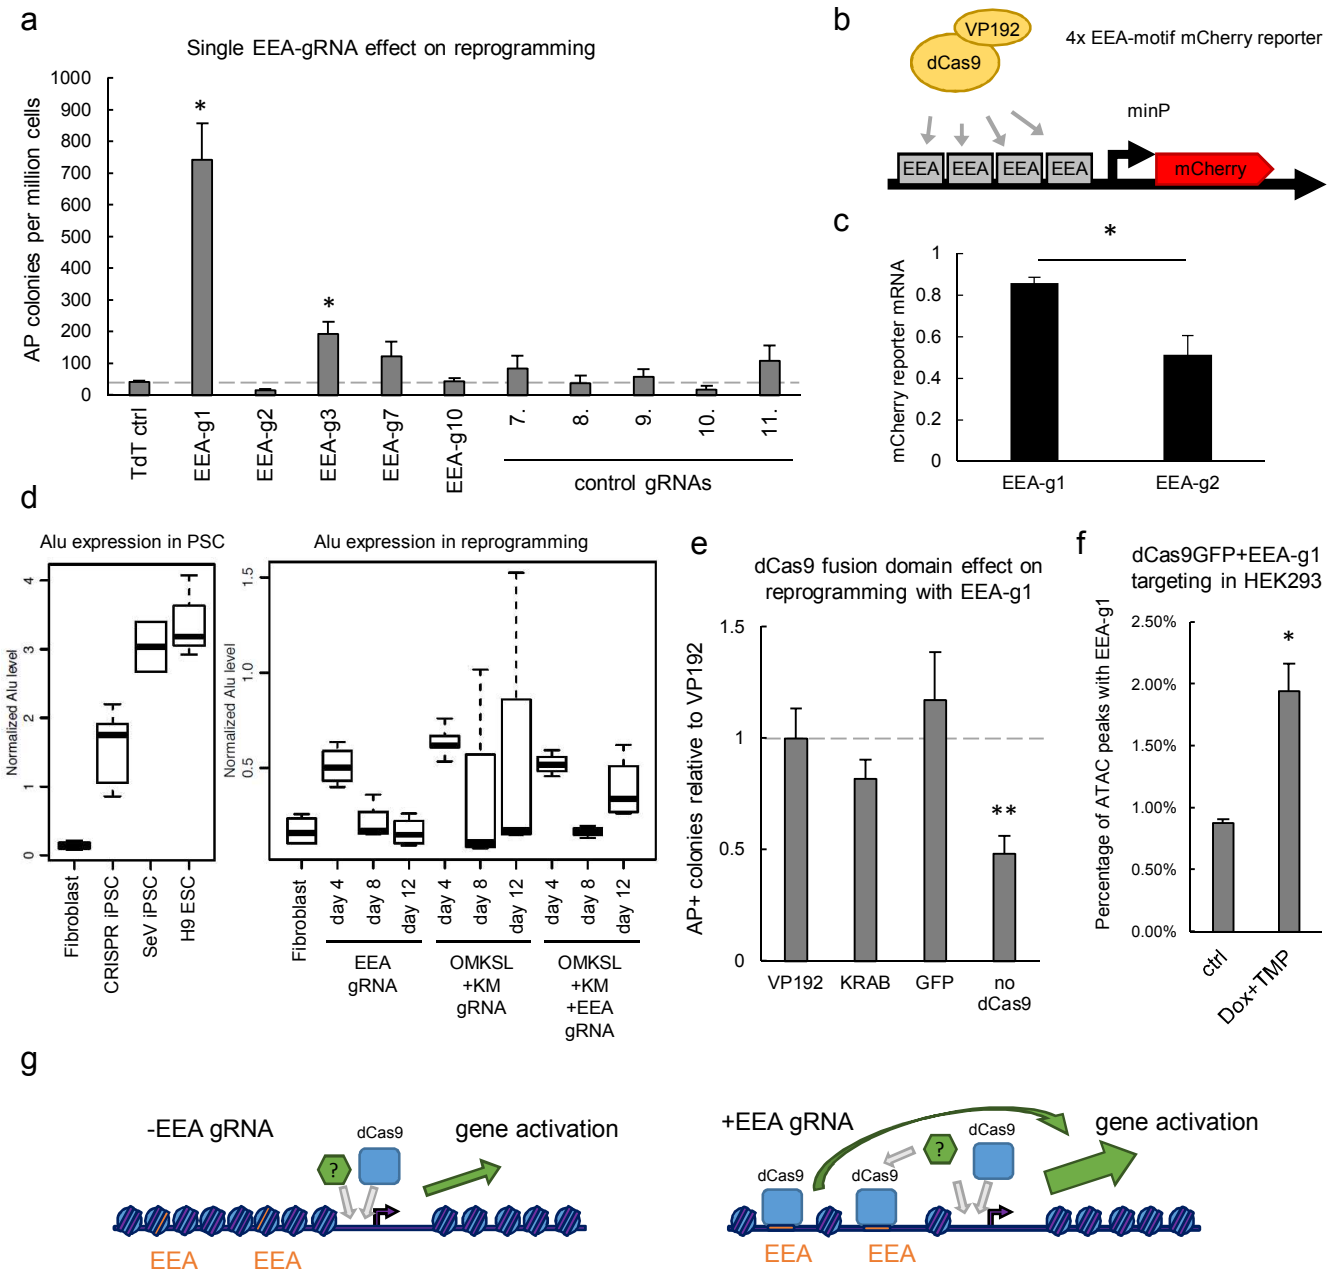 a
Single EEA-gRNA effect on reprogramming
AP colonies per million cells
1000
900
800
700
600
500
400
300
200
100
0
*
*
TdT ctrl
EEA-g1
EEA-g2
EEA-g3
EEA-g7
EEA-g10
7.
8.
9.
10.
11.
control gRNAs
b
VP192
dCas9
4x EEA-motif mCherry reporter
minP
EEA EEA EEA EEA
mCherry
c
mCherry reporter mRNA
1
0.8
0.6
0.4
0.2
0
*
EEA-g1 EEA-g2
d
Alu expression in PSC
Normalized Alu level
4
3
2
1
0
Fibroblast
CRISPR iPSC
SeV iPSC
H9 ESC
Alu expression in reprogramming
Normalized Alu level
1.5
1.0
0.5
Fibroblast
day 4
day 8
day 12
day 4
day 8
day 12
day 4
day 8
day 12
EEA
gRNA
OMKSL
+KM
gRNA
OMKSL
+KM
+EEA
gRNA
e
dCas9 fusion domain effect on
reprogramming with EEA-g1
AP+ colonies relative to VP192
1.5
1
0.5
0
**
VP192
KRAB
GFP
no
dCas9
f
dCas9GFP+EEA-g1
targeting in HEK293
Percentage of ATAC peaks with EEA-g1
2.50%
2.00%
1.50%
1.00%
0.50%
0.00%
*
ctrl
Dox+TMP
g
-EEA gRNA
dCas9
?
gene activation
EEA
EEA
+EEA gRNA
dCas9
dCas9
?
dCas9
gene activation
EEA
EEA